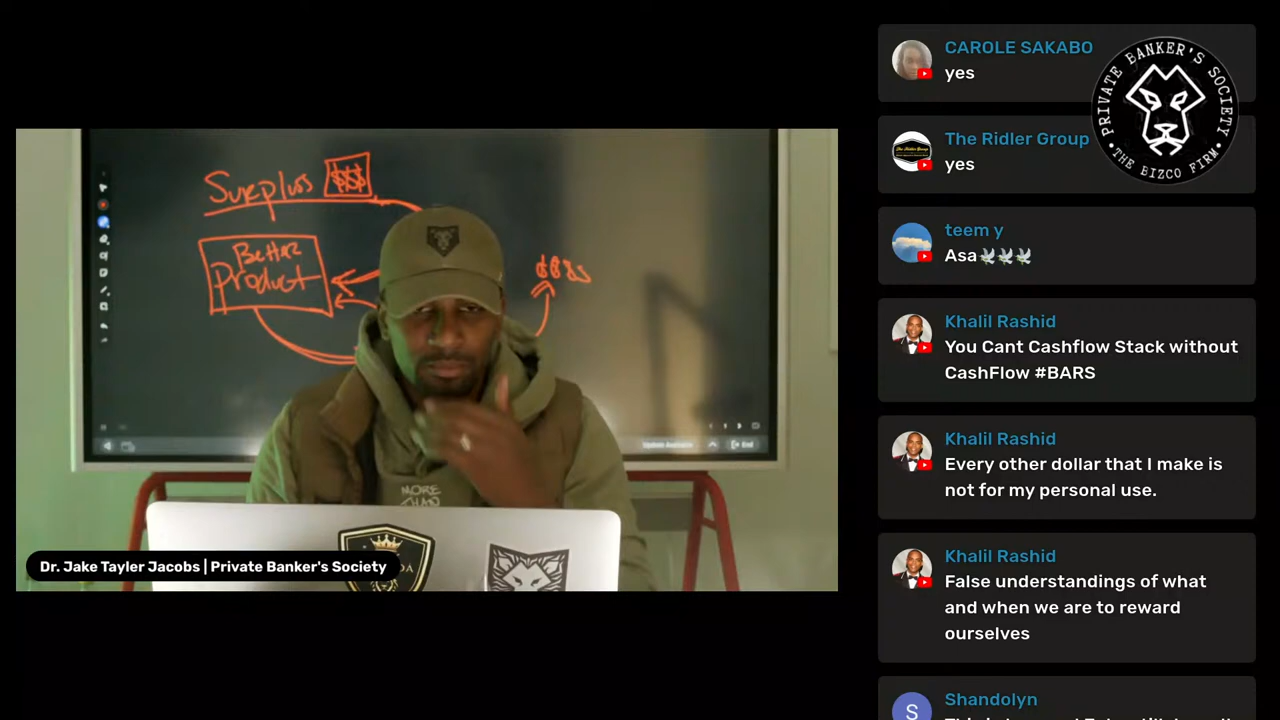 Surpluss $$$
Better
Product
$$$$
MORE
THAN
Dr. Jake Tayler Jacobs | Private Banker's Society
CAROLE SAKABO
yes
PRIVATE BANKER'S SOCIETY
• THE BIZCO FIRM •
The Ridler Group
yes
teem y
Asa🕊️🕊️🕊️
Khalil Rashid
You Cant Cashflow Stack without
CashFlow #BARS
Khalil Rashid
Every other dollar that I make is
not for my personal use.
Khalil Rashid
False understandings of what
and when we are to reward
ourselves
S
Shandolyn
End